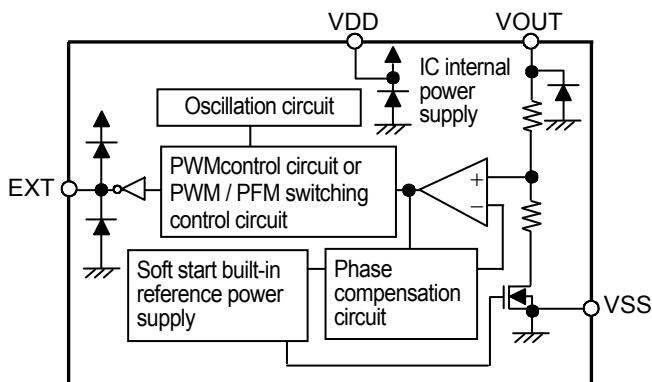 VDD
VOUT
IC internal
power
supply
Oscillation circuit
PWMcontrol circuit or
PWM / PFM switching
control circuit
EXT
+
−
Soft start built-in
reference power
supply
Phase
compensation
circuit
VSS